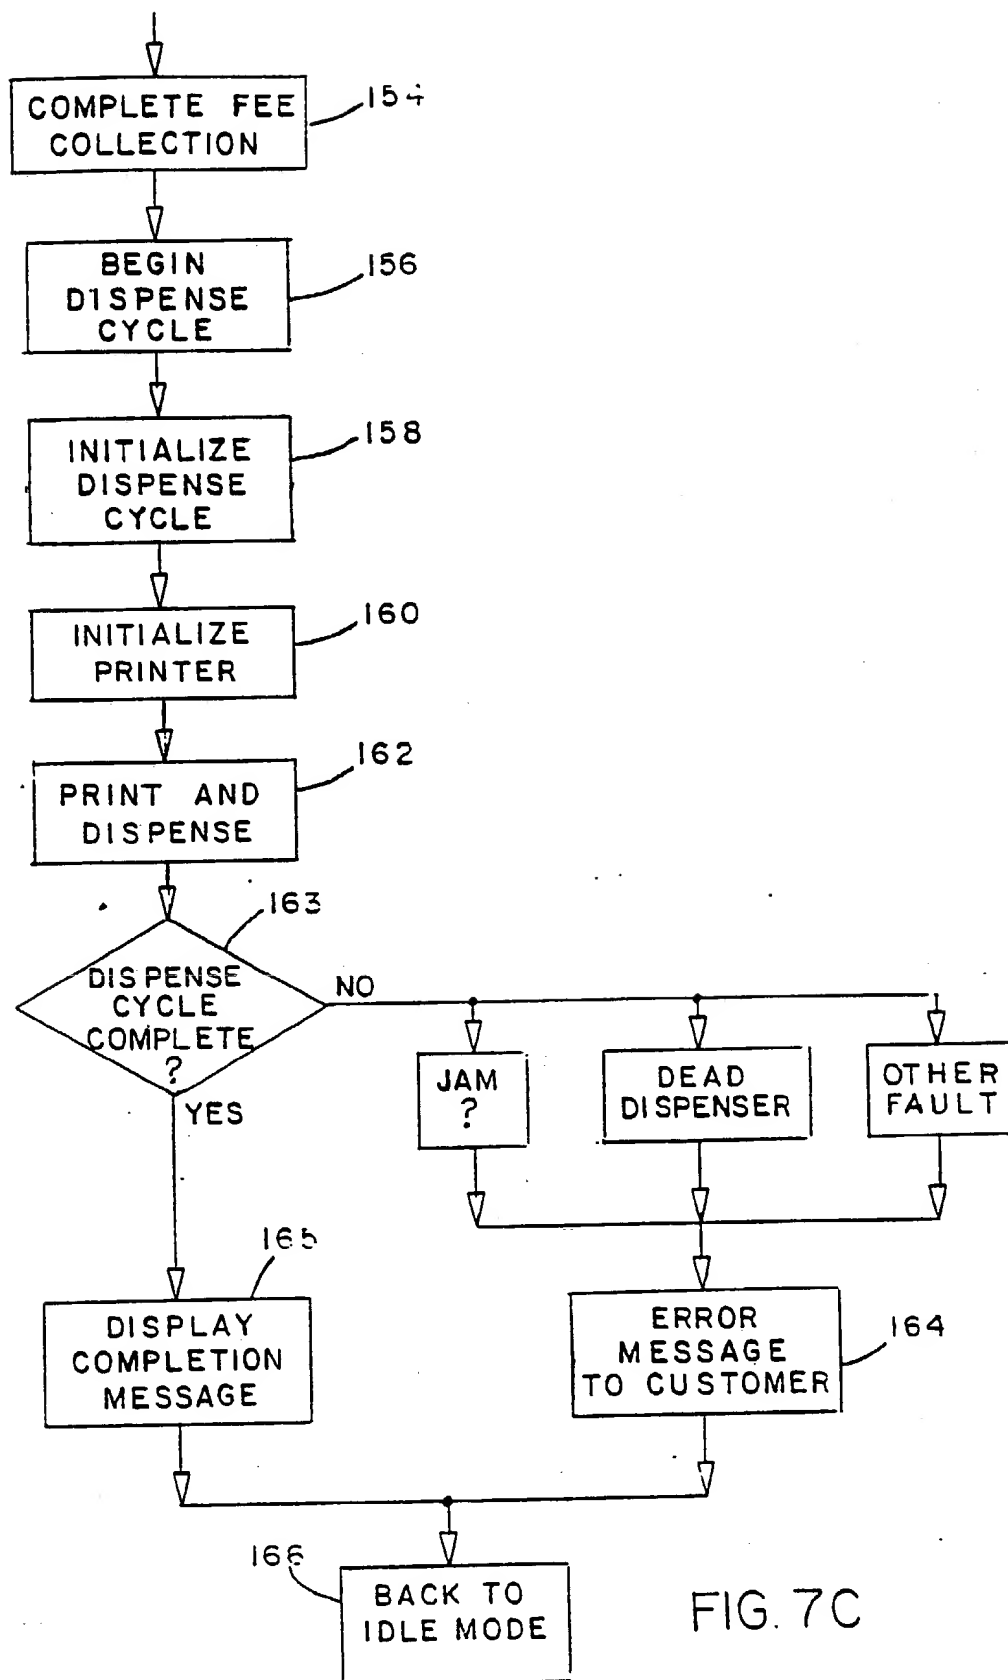 COMPLETE FEE
COLLECTION
154
BEGIN
DISPENSE
CYCLE
156
INITIALIZE
DISPENSE
CYCLE
158
INITIALIZE
PRINTER
160
PRINT AND
DISPENSE
162
163
DISPENSE
CYCLE
COMPLETE
?
NO
YES
JAM
?
DEAD
DISPENSER
OTHER
FAULT
165
DISPLAY
COMPLETION
MESSAGE
ERROR
MESSAGE
TO CUSTOMER
164
166
BACK TO
IDLE MODE
FIG. 7C